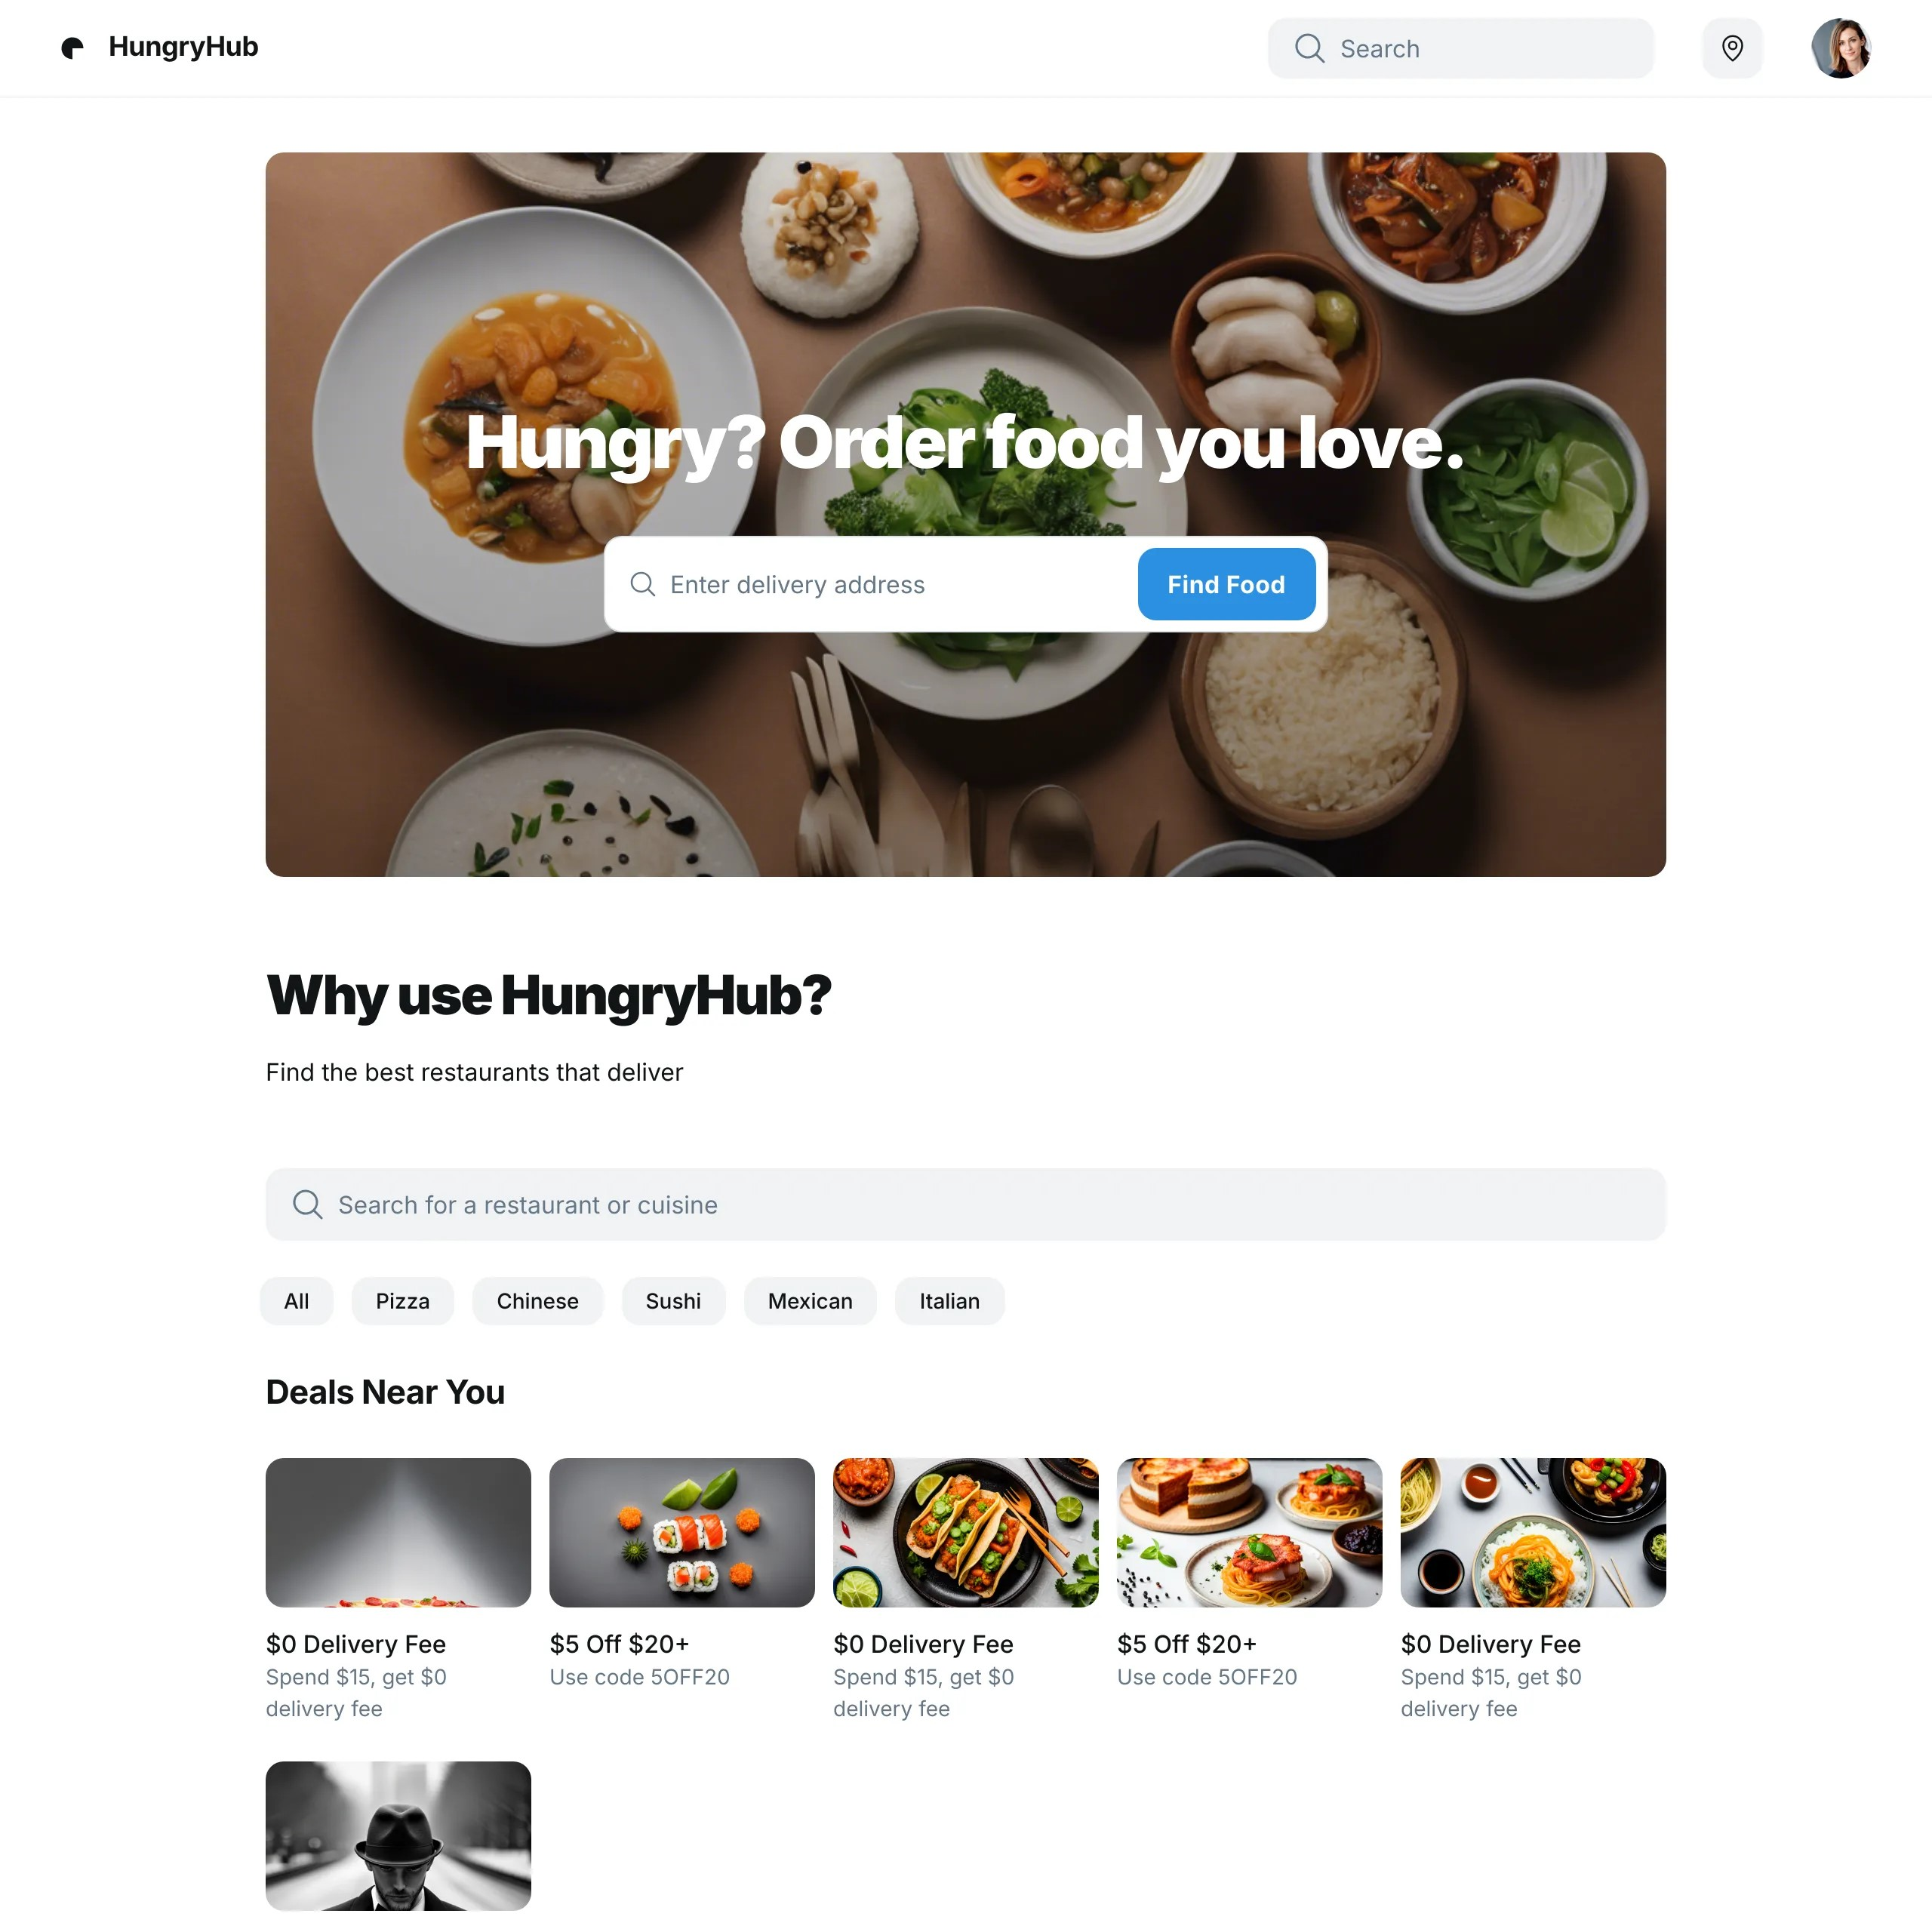 HungryHub
Search
Hungry? Order food you love.
Enter delivery address
Find Food
Why use HungryHub?
Find the best restaurants that deliver
Search for a restaurant or cuisine
All
Pizza
Chinese
Sushi
Mexican
Italian
Deals Near You
$0 Delivery Fee
Spend $15, get $0
delivery fee
$5 Off $20+
Use code 5OFF20
$0 Delivery Fee
Spend $15, get $0
delivery fee
$5 Off $20+
Use code 5OFF20
$0 Delivery Fee
Spend $15, get $0
delivery fee